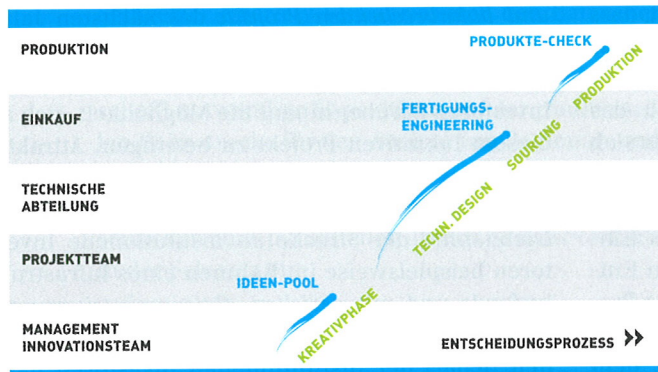 PRODUKTION
PRODUKTE-CHECK
PRODUKTION
EINKAUF
FERTIGUNGS-
ENGINEERING
SOURCING
TECHNISCHE
ABTEILUNG
TECHN. DESIGN
PROJEKTTEAM
IDEEN-POOL
KREATIVPHASE
MANAGEMENT
INNOVATIONSTEAM
ENTSCHEIDUNGSPROZESS